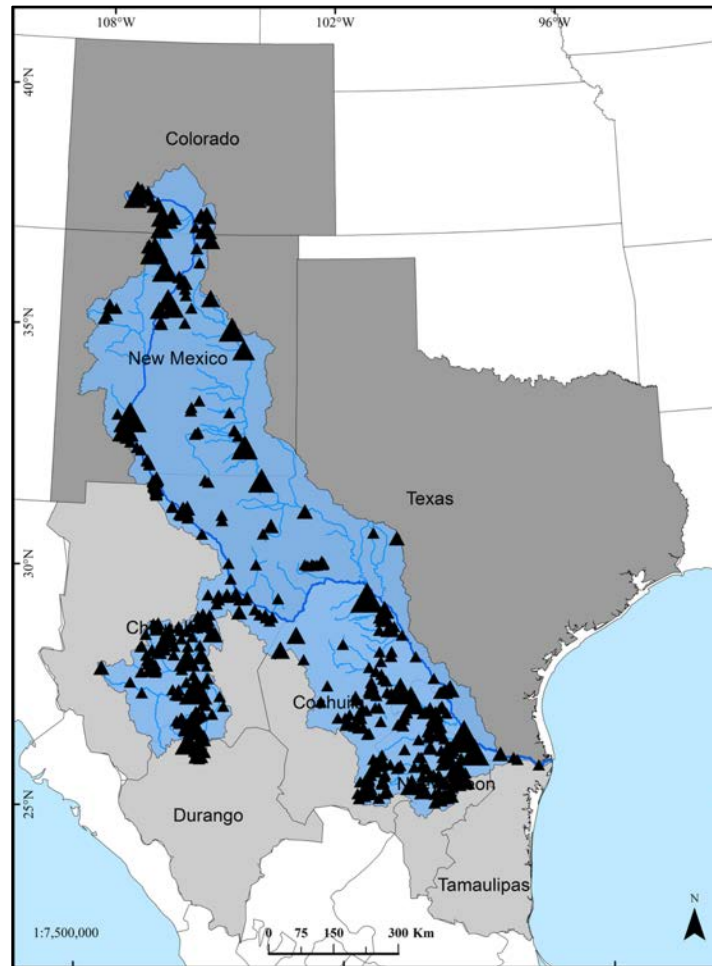 108°W 102°W 96°W
40°N
Colorado
35°N
New Mexico
Texas
30°N
Coahuila
25°N
Durango
Tamaulipas
N
1:7,500,000
0 75 150 300 Km